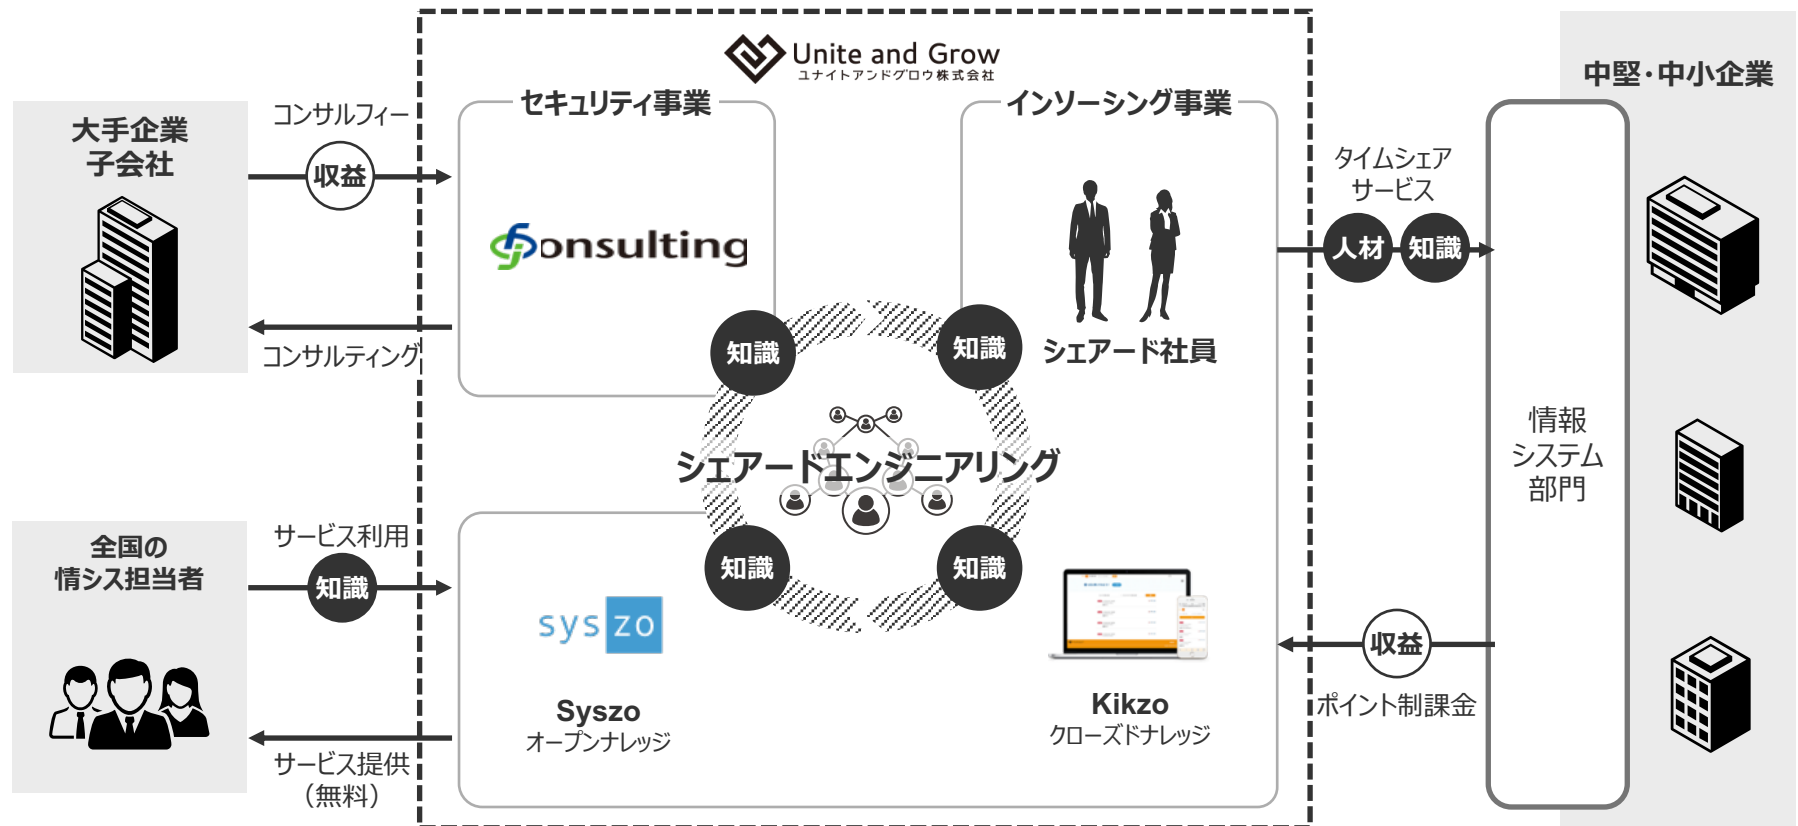 Unite and Grow
ユナイトアンドグロウ株式会社
大手企業
子会社
コンサルフィー
収益
コンサルティング
セキュリティ事業
fjconsulting
知識
インソーシング事業
シェアード社員
知識
シェアードエンジニアリング
知識
知識
全国の
情シス担当者
サービス利用
知識
サービス提供
（無料）
sys zo
Syszo
オープンナレッジ
Kikzo
クローズドナレッジ
タイムシェア
サービス
人材
知識
収益
ポイント制課金
情報
システム
部門
中堅・中小企業